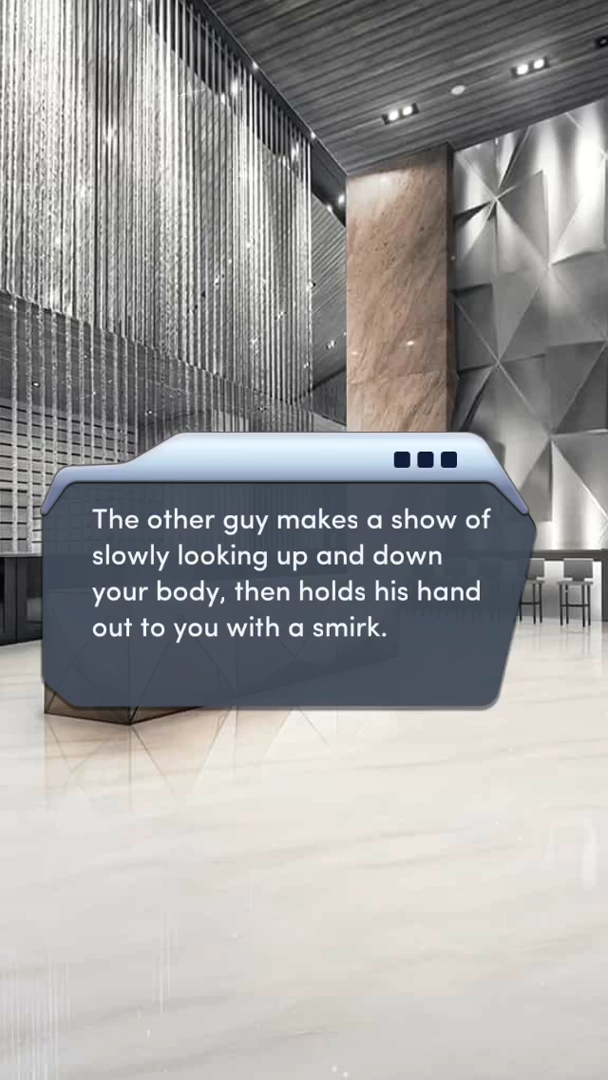 The other guy makes a show of
slowly looking up and down
your body, then holds his hand
out to you with a smirk.